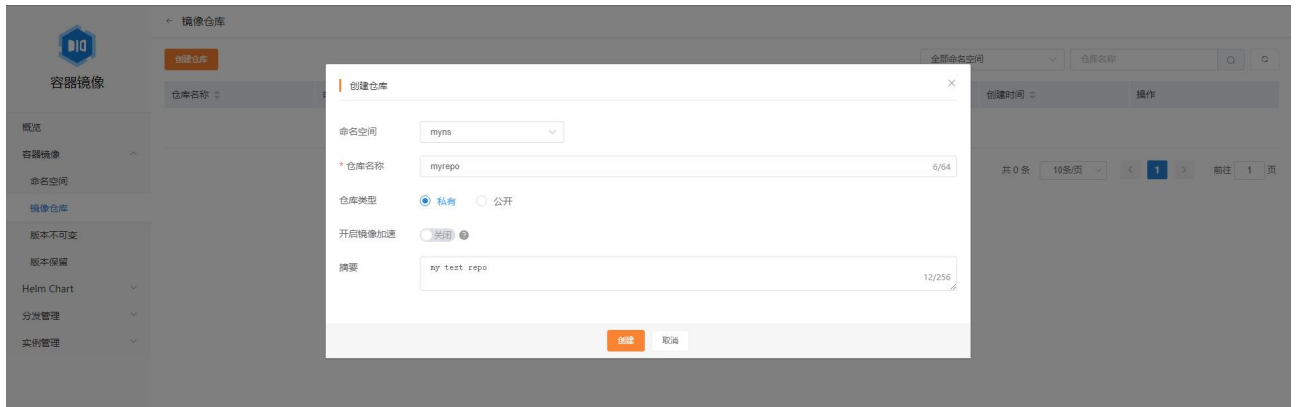 ← 镜像仓库
容器镜像
创建仓库
全部命名空间
仓库名称
仓库名称
创建时间
操作
概览
容器镜像
命名空间
镜像仓库
版本不可变
版本保留
Helm Chart
分发管理
实例管理
创建仓库
命名空间 myns
* 仓库名称 myrepo 6/64
仓库类型 私有 公开
开启镜像加速 关闭
摘要 my test repo 12/256
创建 取消
共 0 条 10条/页 1 前往 1 页